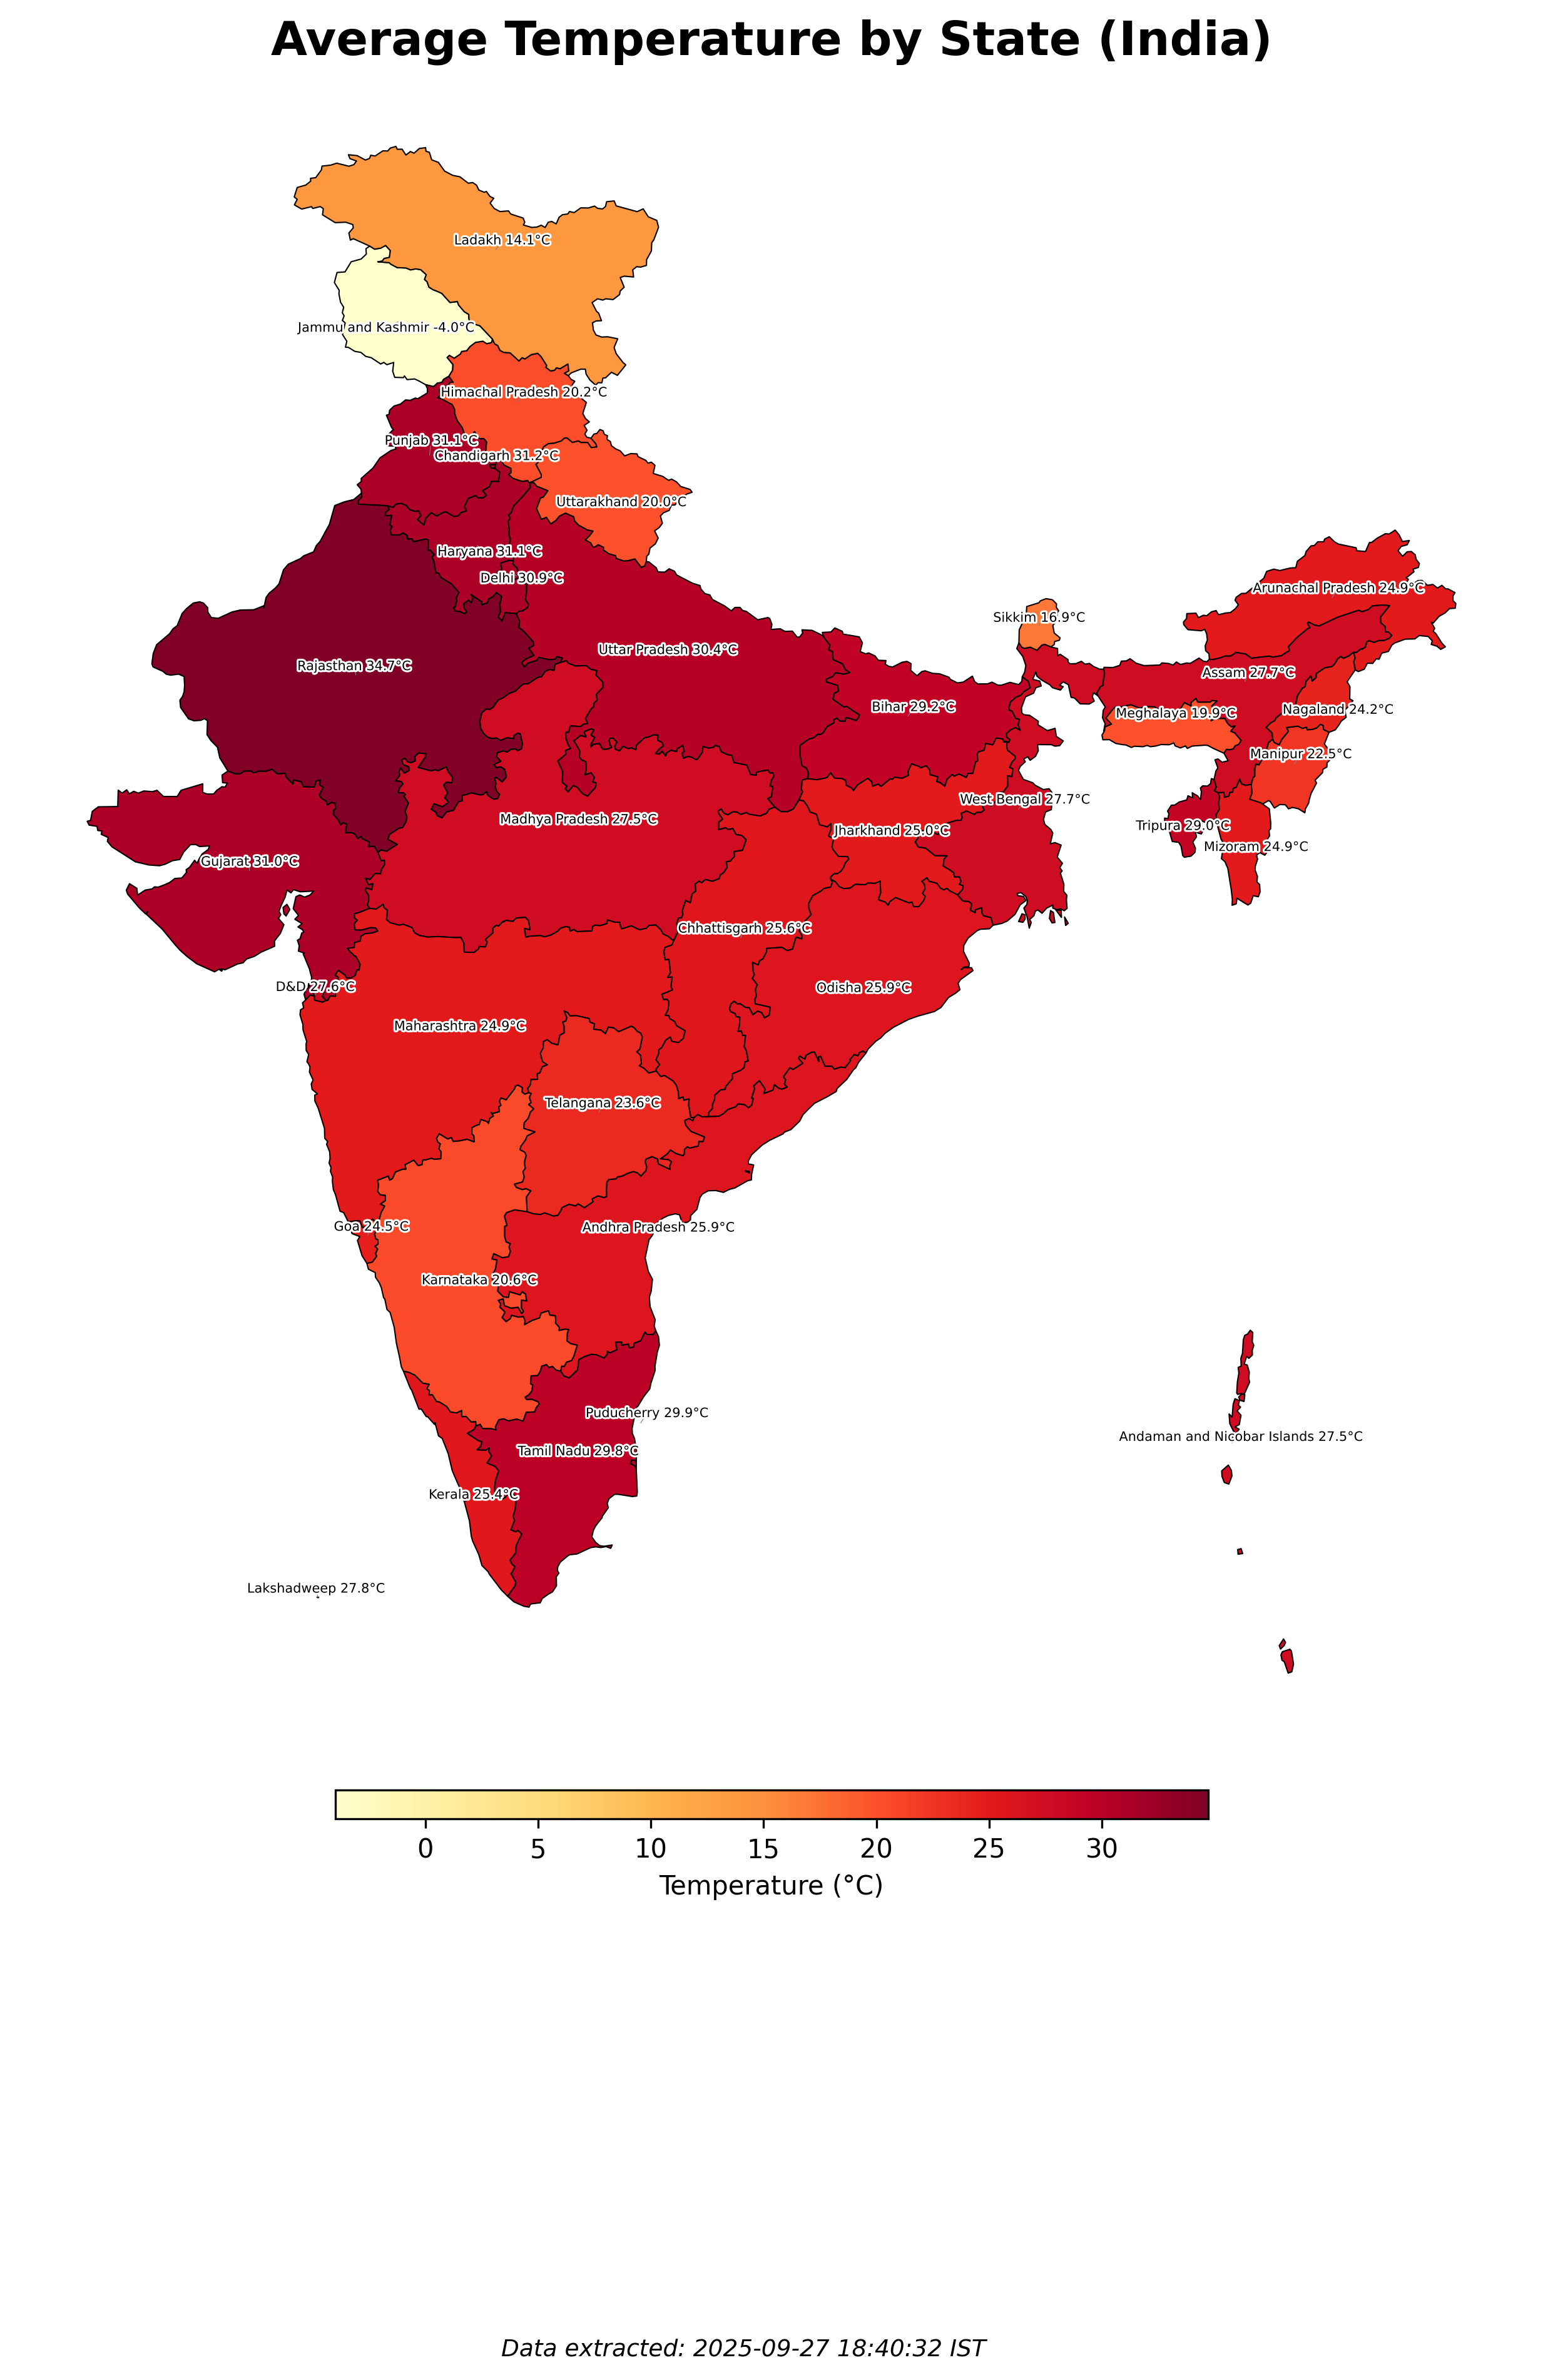 Average Temperature by State (India)
Ladakh 14.1°C
Jammu and Kashmir -4.0°C
Himachal Pradesh 20.2°C
Punjab 31.1°C
Chandigarh 31.2°C
Uttarakhand 20.0°C
Haryana 31.1°C
Delhi 30.9°C
Arunachal Pradesh 24.9°C
Sikkim 16.9°C
Uttar Pradesh 30.4°C
Rajasthan 34.7°C
Assam 27.7°C
Bihar 29.2°C
Nagaland 24.2°C
Meghalaya 19.9°C
Manipur 22.5°C
West Bengal 27.7°C
Madhya Pradesh 27.5°C
Tripura 29.0°C
Jharkhand 25.0°C
Mizoram 24.9°C
Gujarat 31.0°C
Chhattisgarh 25.6°C
D&D 27.6°C
Odisha 25.9°C
Maharashtra 24.9°C
Telangana 23.6°C
Goa 24.5°C
Andhra Pradesh 25.9°C
Karnataka 20.6°C
Puducherry 29.9°C
Andaman and Nicobar Islands 27.5°C
Tamil Nadu 29.8°C
Kerala 25.4°C
Lakshadweep 27.8°C
0 5 10 15 20 25 30
Temperature (°C)
Data extracted: 2025-09-27 18:40:32 IST